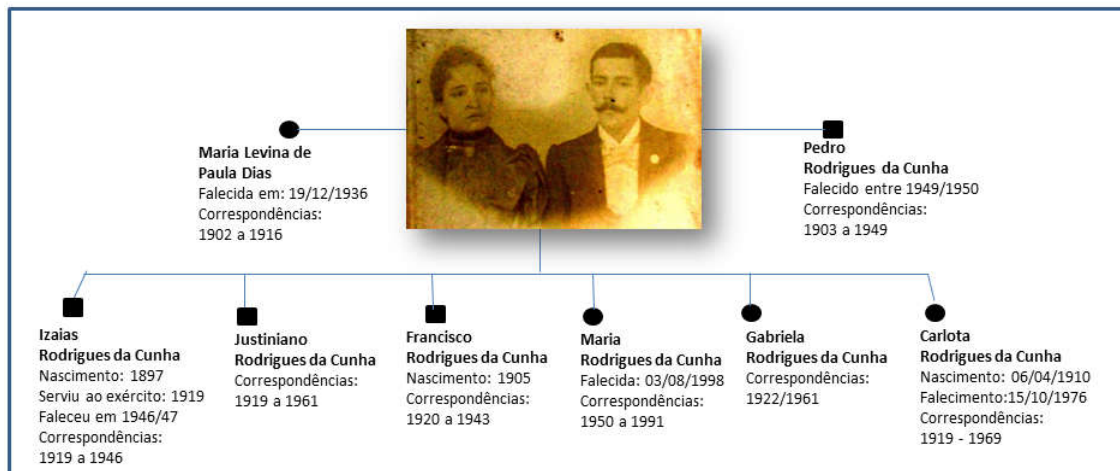 Maria Levina de
Paula Dias
Falecida em: 19/12/1936
Correspondências:
1902 a 1916
Pedro
Rodrigues da Cunha
Falecido entre 1949/1950
Correspondências:
1903 a 1949
Izaias
Rodrigues da Cunha
Nascimento: 1897
Serviu ao exército: 1919
Faleceu em 1946/47
Correspondências:
1919 a 1946
Justiniano
Rodrigues da Cunha
Correspondências:
1919 a 1961
Francisco
Rodrigues da Cunha
Nascimento: 1905
Correspondências:
1920 a 1943
Maria
Rodrigues da Cunha
Falecida: 03/08/1998
Correspondências:
1950 a 1991
Gabriela
Rodrigues da Cunha
Correspondências:
1922/1961
Carlota
Rodrigues da Cunha
Nascimento: 06/04/1910
Falecimento:15/10/1976
Correspondências:
1919 - 1969